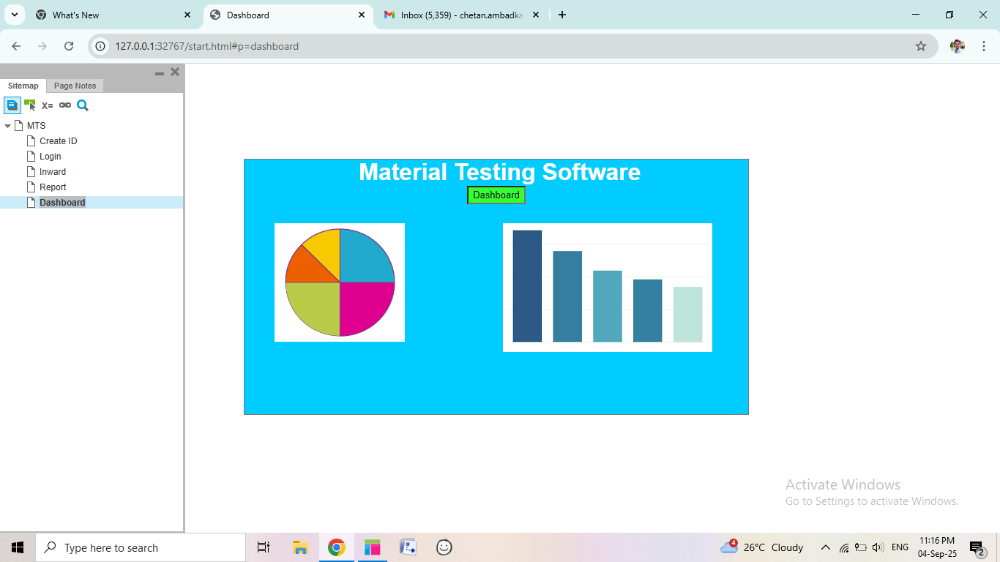 What's New
Dashboard
Inbox (5,359) - chetan.ambadka
127.0.0.1:32767/start.html#p=dashboard
Sitemap
Page Notes
X=
MTS
Create ID
Login
Inward
Report
Dashboard
Material Testing Software
Dashboard
Activate Windows
Go to Settings to activate Windows.
Type here to search
4
26°C Cloudy
ENG
11:16 PM
04-Sep-25
2